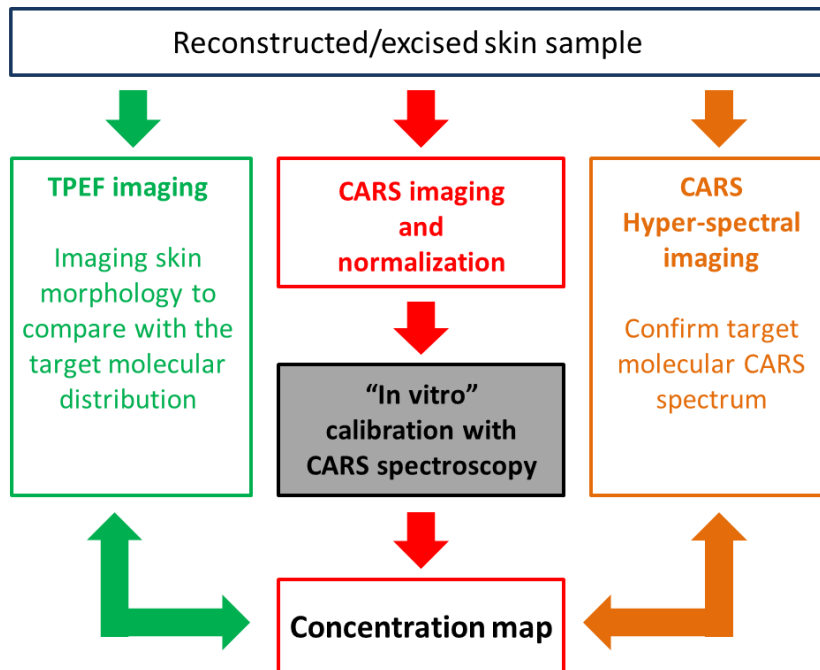 Reconstructed/excised skin sample
TPEF imaging
Imaging skin
morphology to
compare with the
target molecular
distribution
CARS imaging
and
normalization
“In vitro”
calibration with
CARS spectroscopy
CARS
Hyper-spectral
imaging
Confirm target
molecular CARS
spectrum
Concentration map